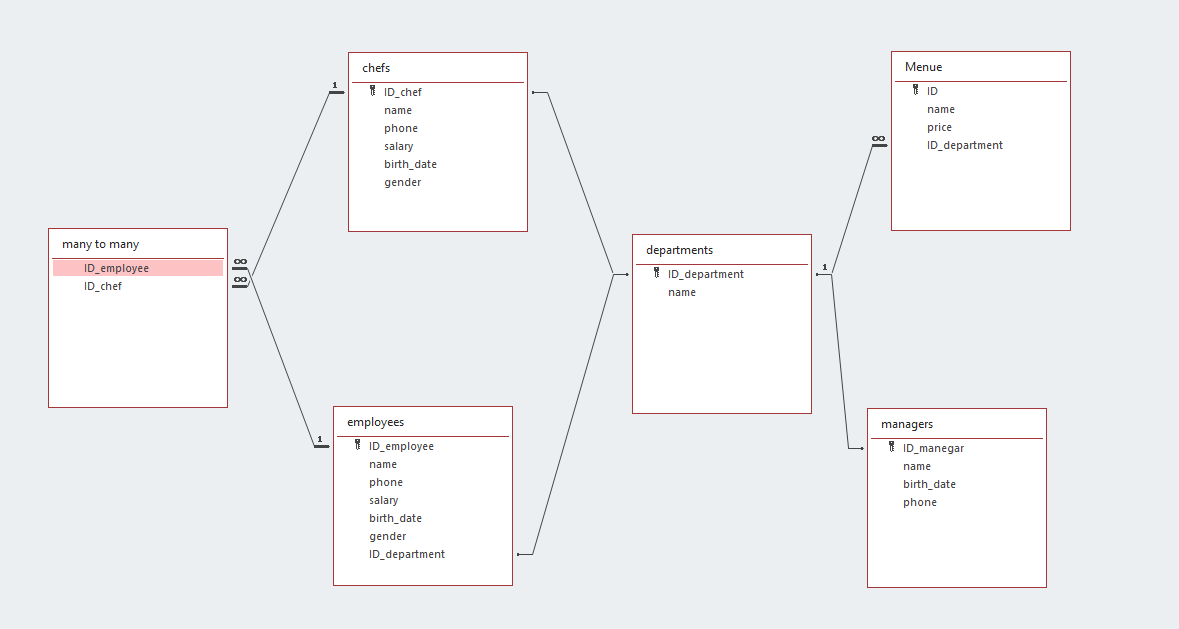 many to many
ID_employee
ID_chef
∞
∞
1
chefs
ID_chef
name
phone
salary
birth_date
gender
1
employees
ID_employee
name
phone
salary
birth_date
gender
ID_department
departments
ID_department
name
1
∞
Menue
ID
name
price
ID_department
managers
ID_manegar
name
birth_date
phone